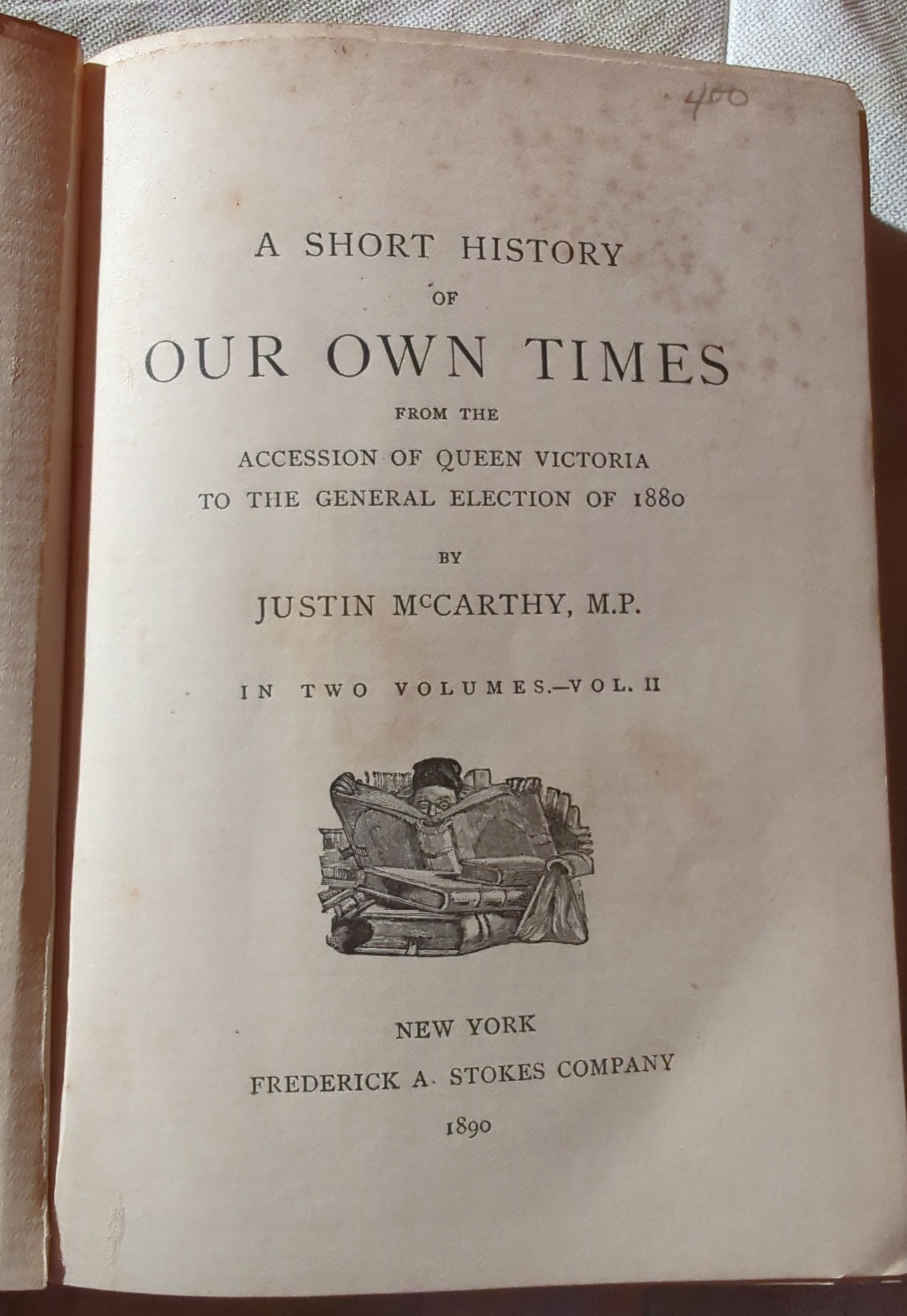 400
A SHORT HISTORY
OF
OUR OWN TIMES
FROM THE
ACCESSION OF QUEEN VICTORIA
TO THE GENERAL ELECTION OF 1880
BY
JUSTIN McCARTHY, M.P.
IN TWO VOLUMES.—VOL. II
NEW YORK
FREDERICK A. STOKES COMPANY
1890